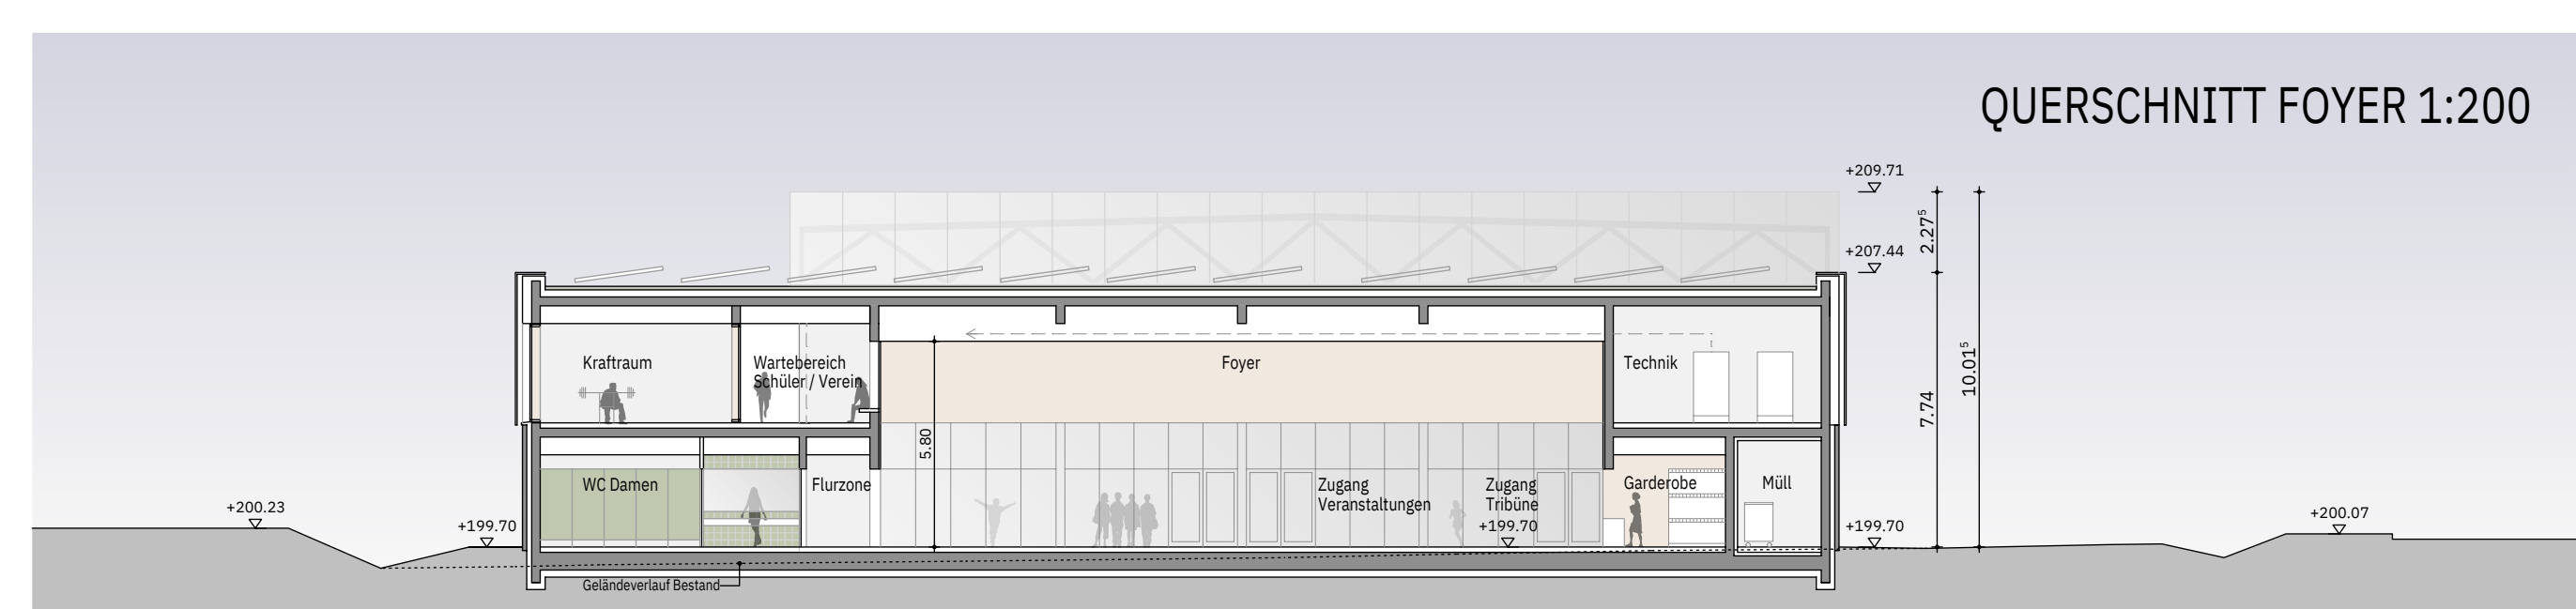 QUERSCHNITT FOYER 1:200
+209.71
2.27⁵
+207.44
10.01⁵
7.74
Kraftraum
Wartebereich
Schüler / Verein
Foyer
Technik
5.80
WC Damen
Flurzone
Zugang
Veranstaltungen
Zugang
Tribüne
+199.70
Garderobe
Müll
+200.23
+199.70
+199.70
+200.07
Geländeverlauf Bestand